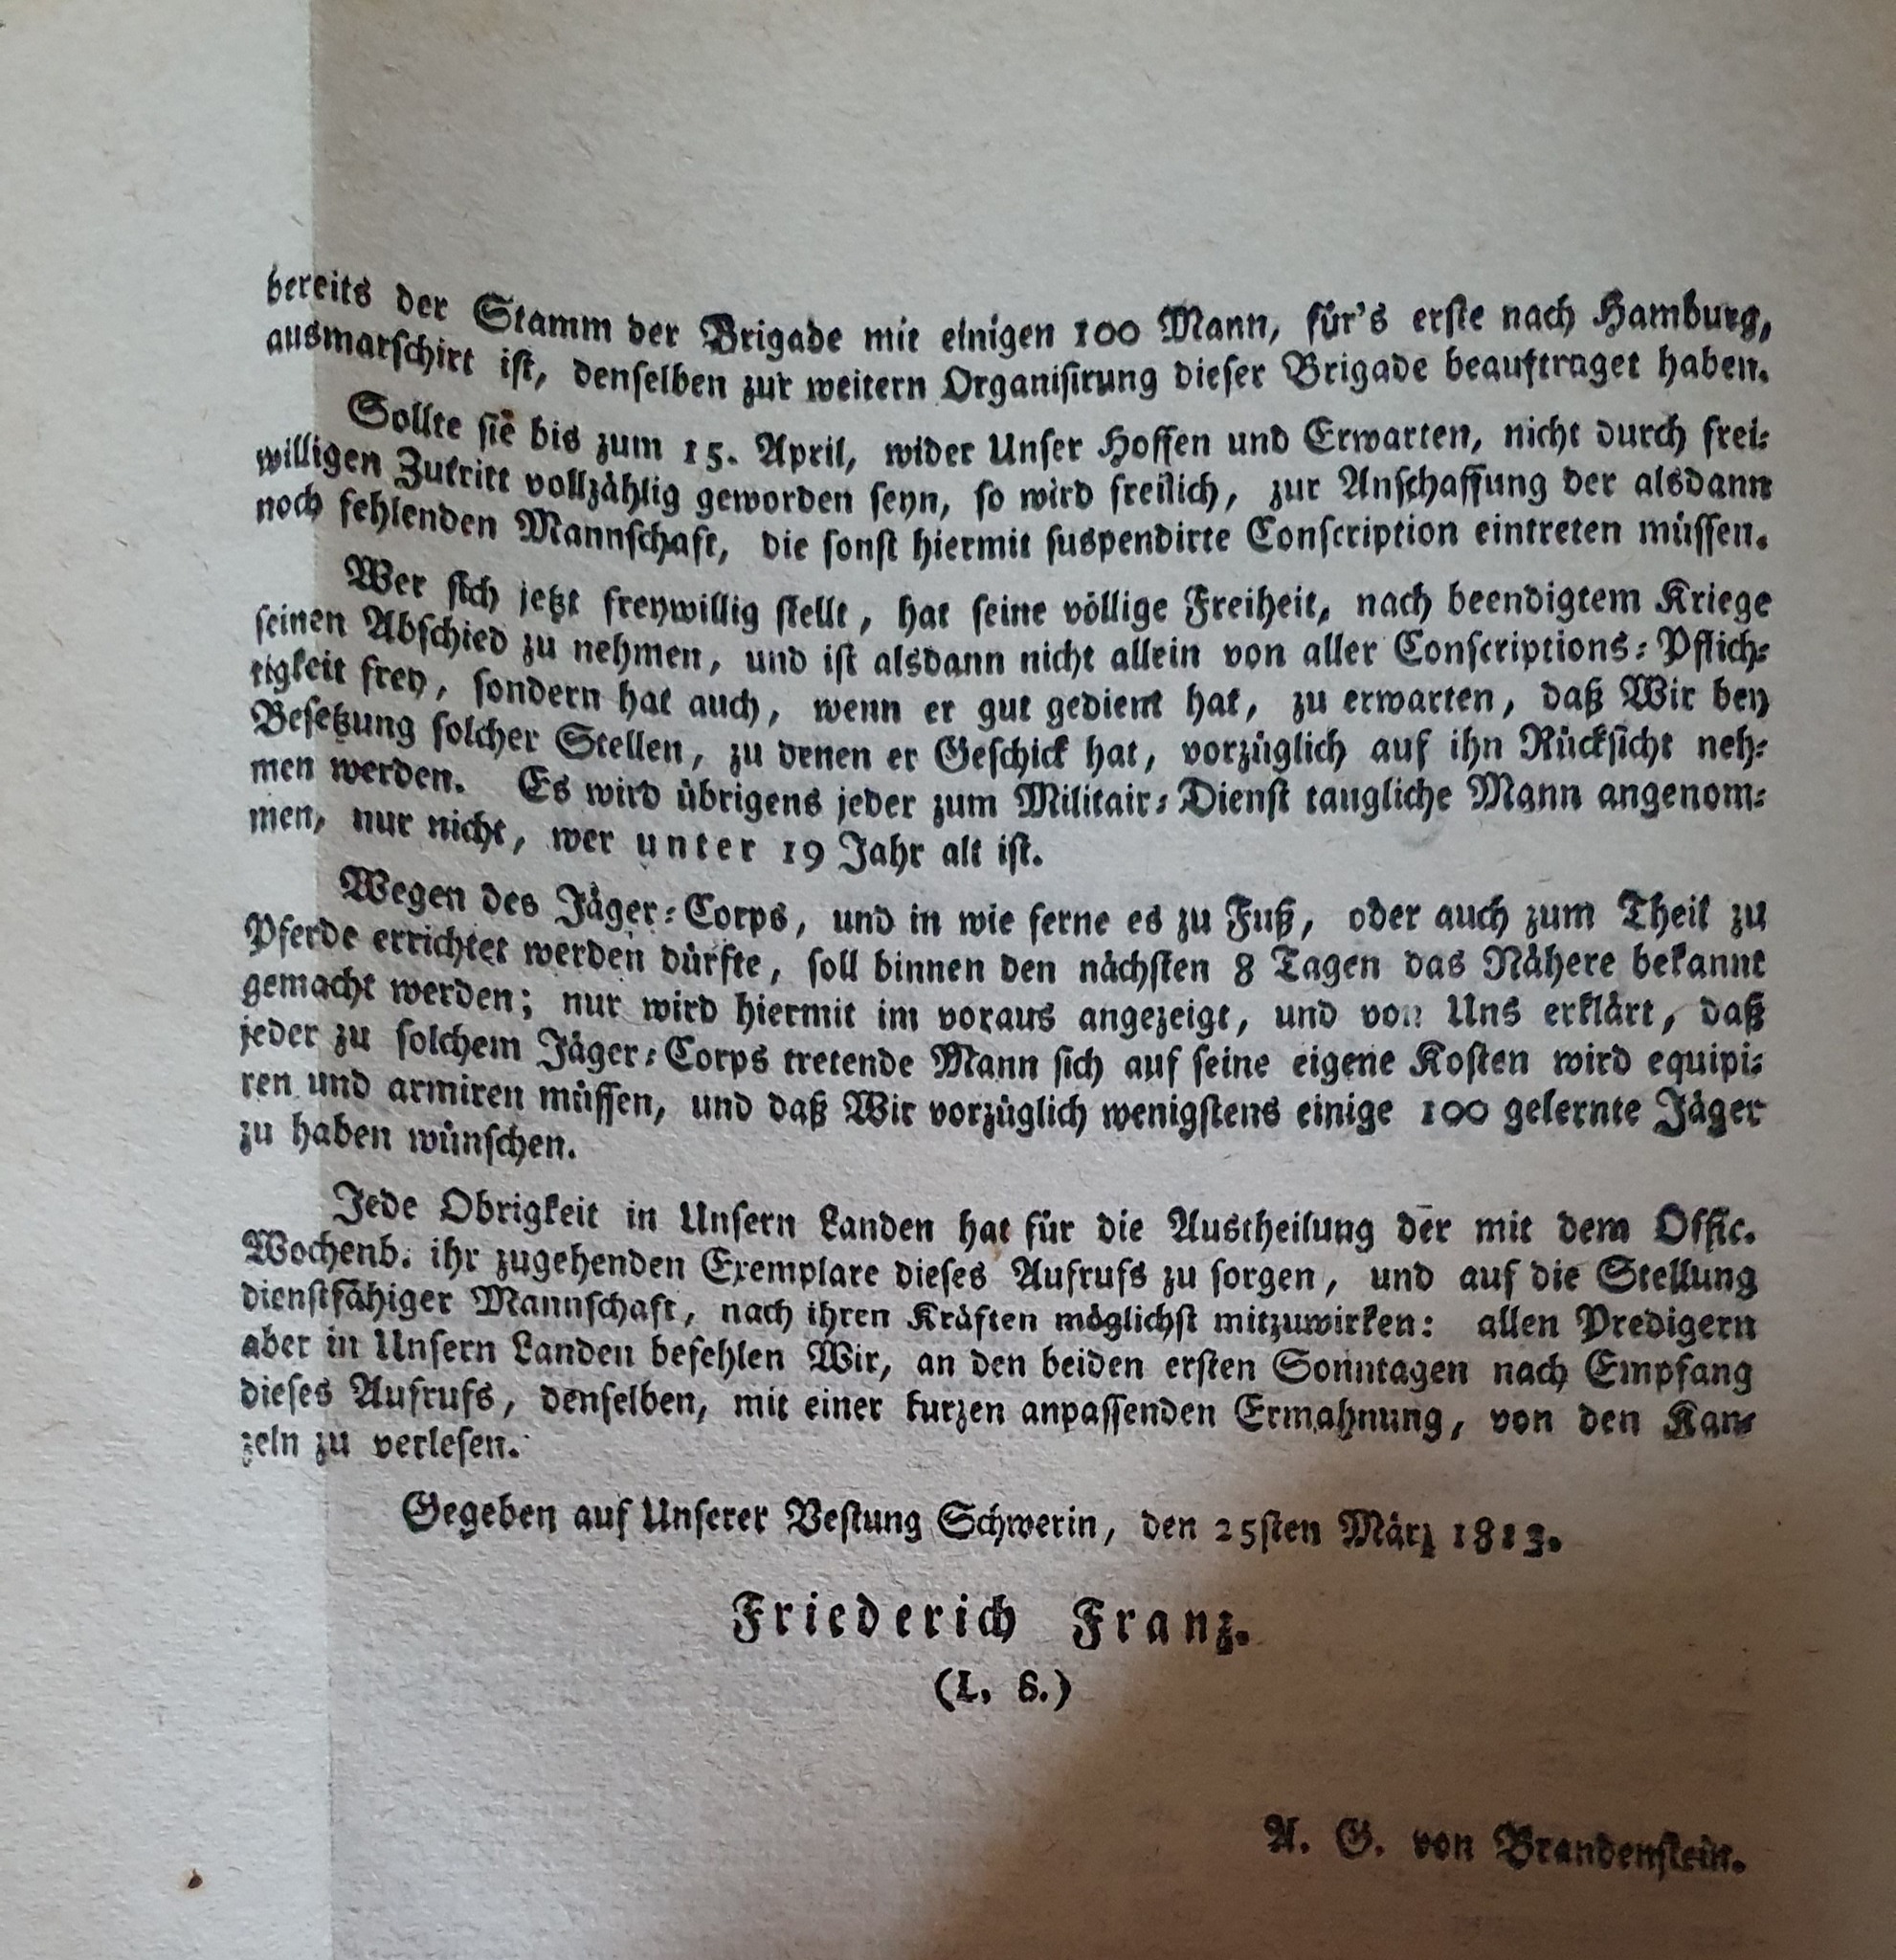 bereits der Stamm der Brigade mit einigen 100 Mann, für's erste nach Hamburg,
ausmarschirt ist, denselben zur weitern Organisirung dieser Brigade beauftraget haben.
Sollte sie bis zum 15. April, wider Unser Hoffen und Erwarten, nicht durch frei-
willigen Zutritt vollzählig geworden seyn, so wird freilich, zur Anschaffung der alsdann
noch fehlenden Mannschaft, die sonst hiermit suspendirte Conscription eintreten müssen.
Wer sich jetzt freywillig stellt, hat seine völlige Freiheit, nach beendigtem Kriege
seinen Abschied zu nehmen, und ist alsdann nicht allein von aller Conscriptions-Pflich-
tigkeit frey, sondern hat auch, wenn er gut gedient hat, zu erwarten, daß Wir bey
Besetzung solcher Stellen, zu denen er Geschick hat, vorzüglich auf ihn Rücksicht neh-
men werden. Es wird übrigens jeder zum Militair-Dienst taugliche Mann angenom-
men, nur nicht, wer unter 19 Jahr alt ist.
Wegen des Jäger-Corps, und in wie ferne es zu Fuß, oder auch zum Theil zu
Pferde errichtet werden dürfte, soll binnen den nächsten 8 Tagen das Nähere bekannt
gemacht werden; nur wird hiermit im voraus angezeigt, und von Uns erklärt, daß
jeder zu solchem Jäger-Corps tretende Mann sich auf seine eigene Kosten wird equipi-
ren und armiren müssen, und daß Wir vorzüglich wenigstens einige 100 gelernte Jäger
zu haben wünschen.
Jede Obrigkeit in Unsern Landen hat für die Austheilung der mit dem Offic.
Wochenb. ihr zugehenden Exemplare dieses Aufrufs zu sorgen, und auf die Stellung
dienstfähiger Mannschaft, nach ihren Kräften möglichst mitzuwirken: allen Predigern
aber in Unsern Landen befehlen Wir, an den beiden ersten Sonntagen nach Empfang
dieses Aufrufs, denselben, mit einer kurzen anpassenden Ermahnung, von den Kan-
zeln zu verlesen.
Gegeben auf Unserer Vestung Schwerin, den 25sten März 1813.
Friederich Franz.
(L. S.)
A. G. von Brandenstein.